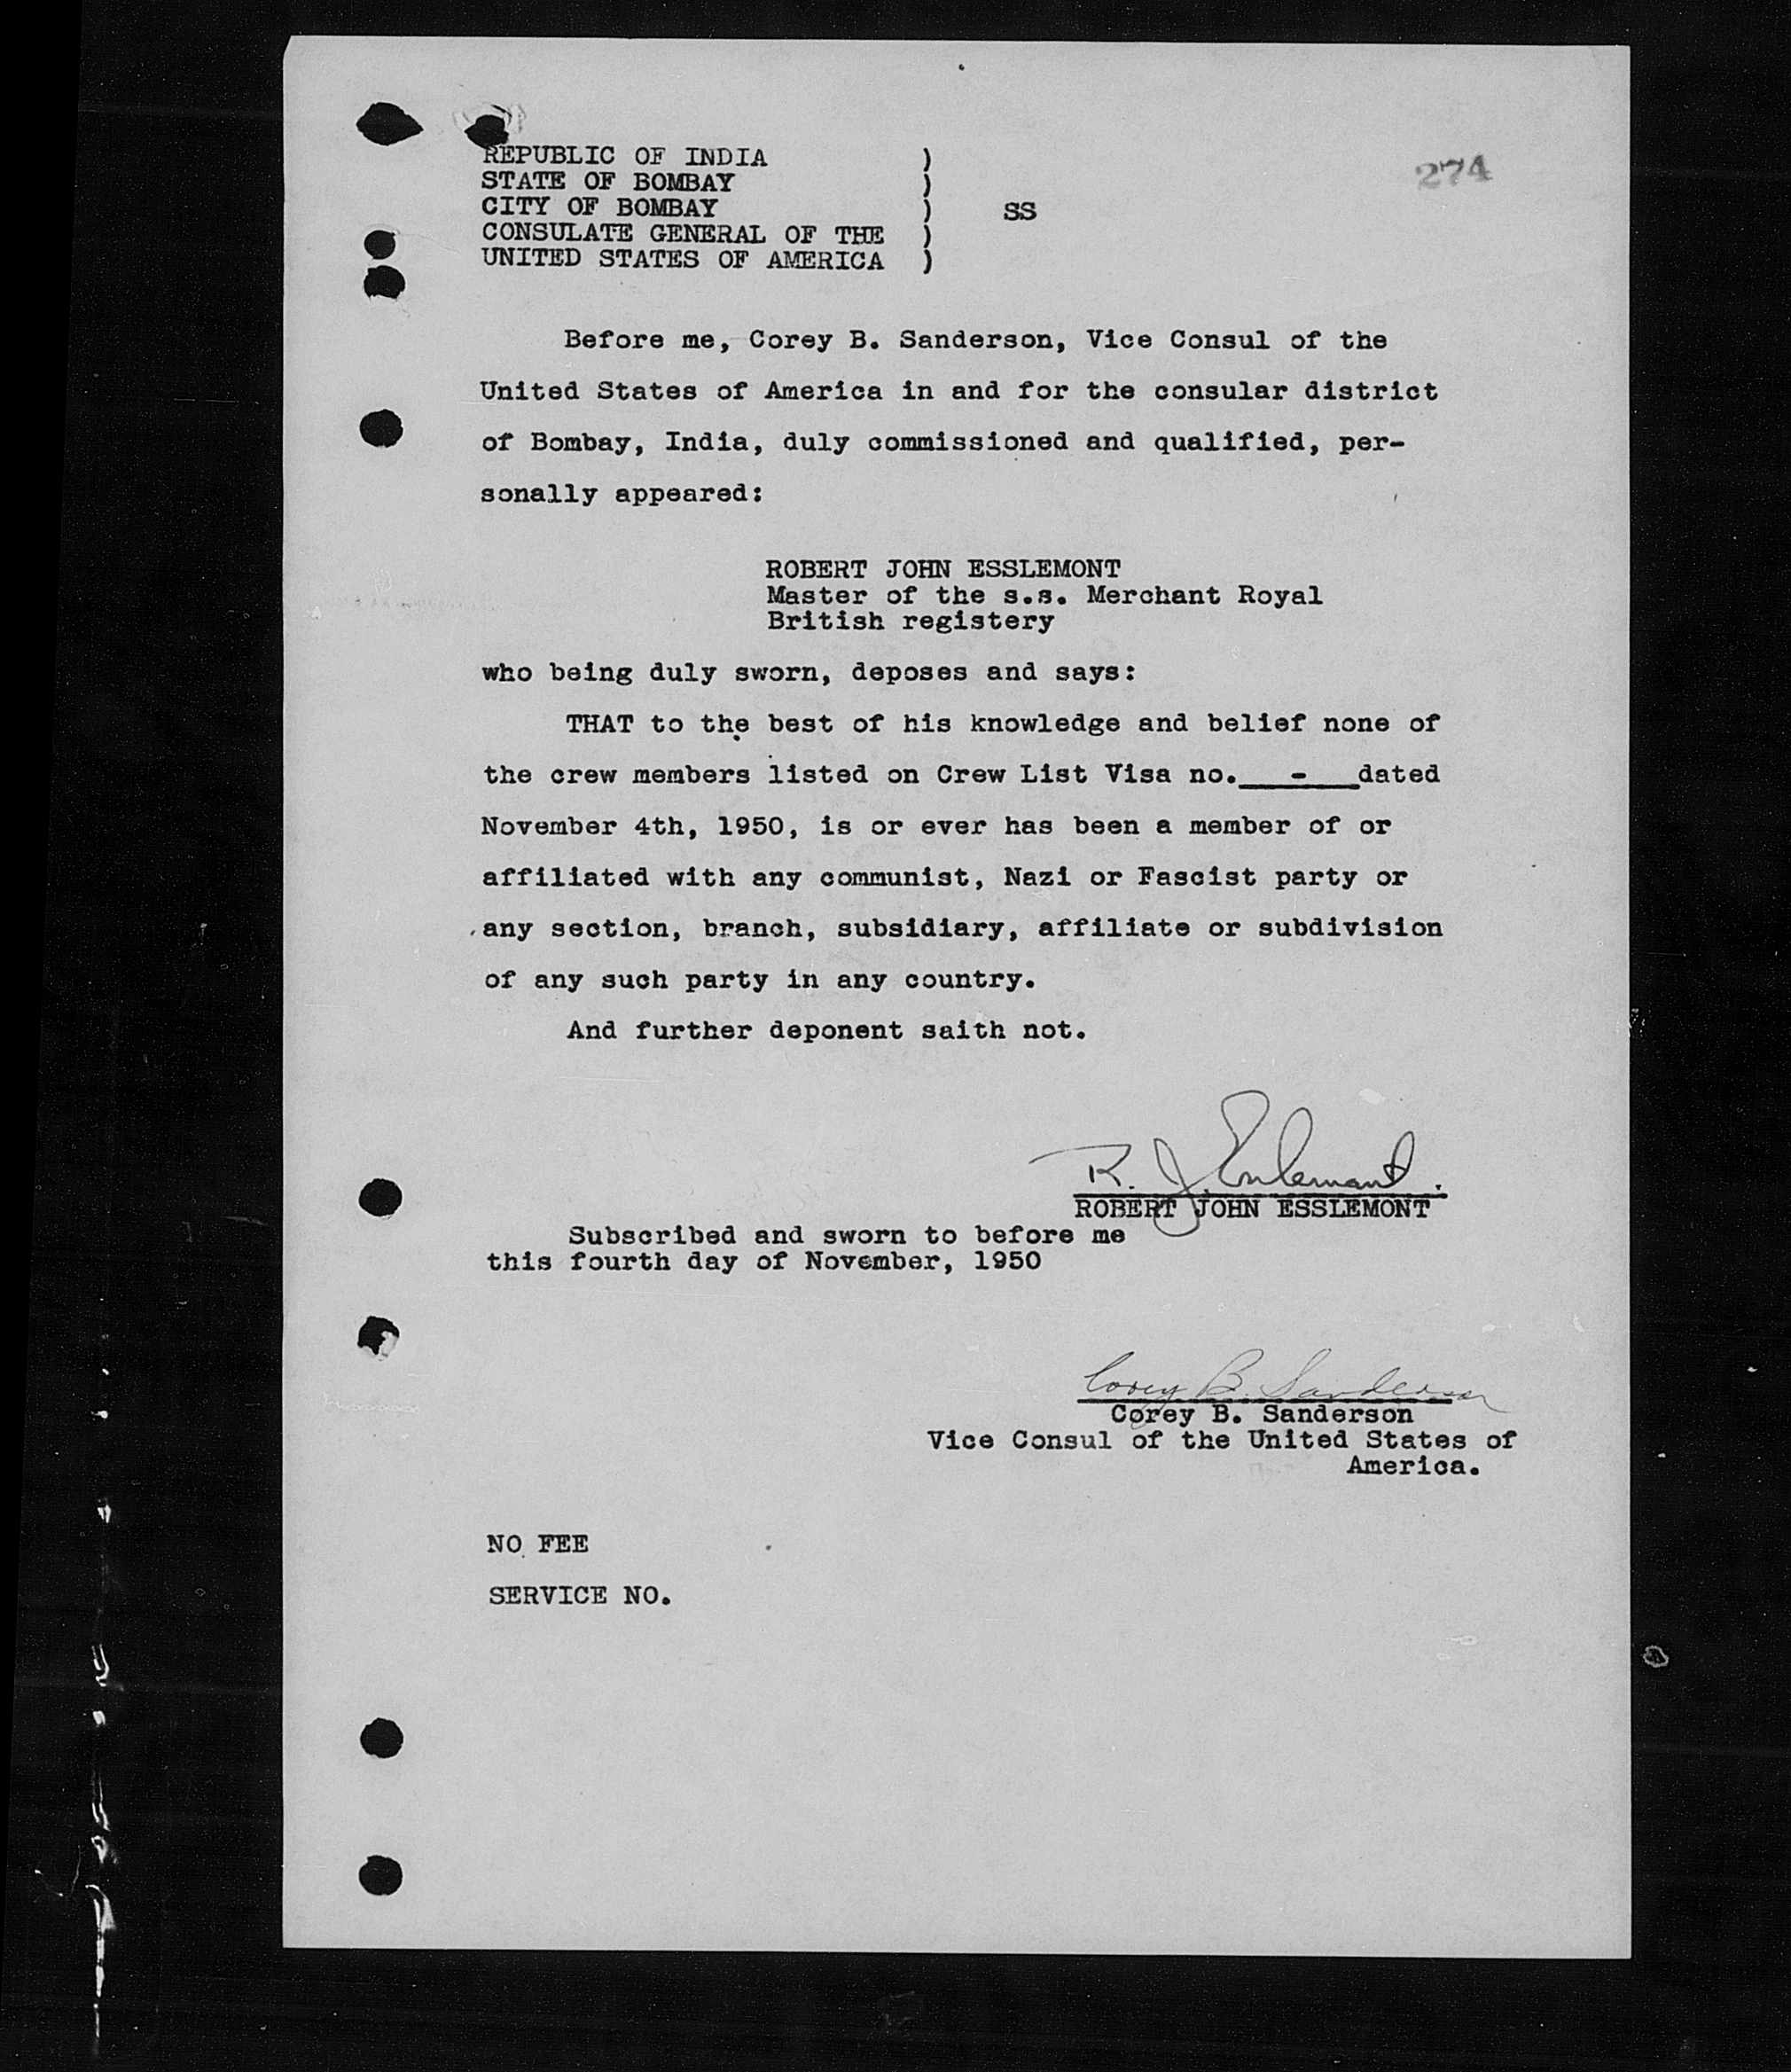 274
REPUBLIC OF INDIA )
STATE OF BOMBAY )
CITY OF BOMBAY ) SS
CONSULATE GENERAL OF THE )
UNITED STATES OF AMERICA )
Before me, Corey B. Sanderson, Vice Consul of the
United States of America in and for the consular district
of Bombay, India, duly commissioned and qualified, per-
sonally appeared:
ROBERT JOHN ESSLEMONT
Master of the s.s. Merchant Royal
British registery
who being duly sworn, deposes and says:
THAT to the best of his knowledge and belief none of
the crew members listed on Crew List Visa no. - dated
November 4th, 1950, is or ever has been a member of or
affiliated with any communist, Nazi or Fascist party or
any section, branch, subsidiary, affiliate or subdivision
of any such party in any country.
And further deponent saith not.
R. J. Esslemont.
ROBERT JOHN ESSLEMONT
Subscribed and sworn to before me
this fourth day of November, 1950
Corey B. Sanderson
Corey B. Sanderson
Vice Consul of the United States of
America.
NO FEE
SERVICE NO.